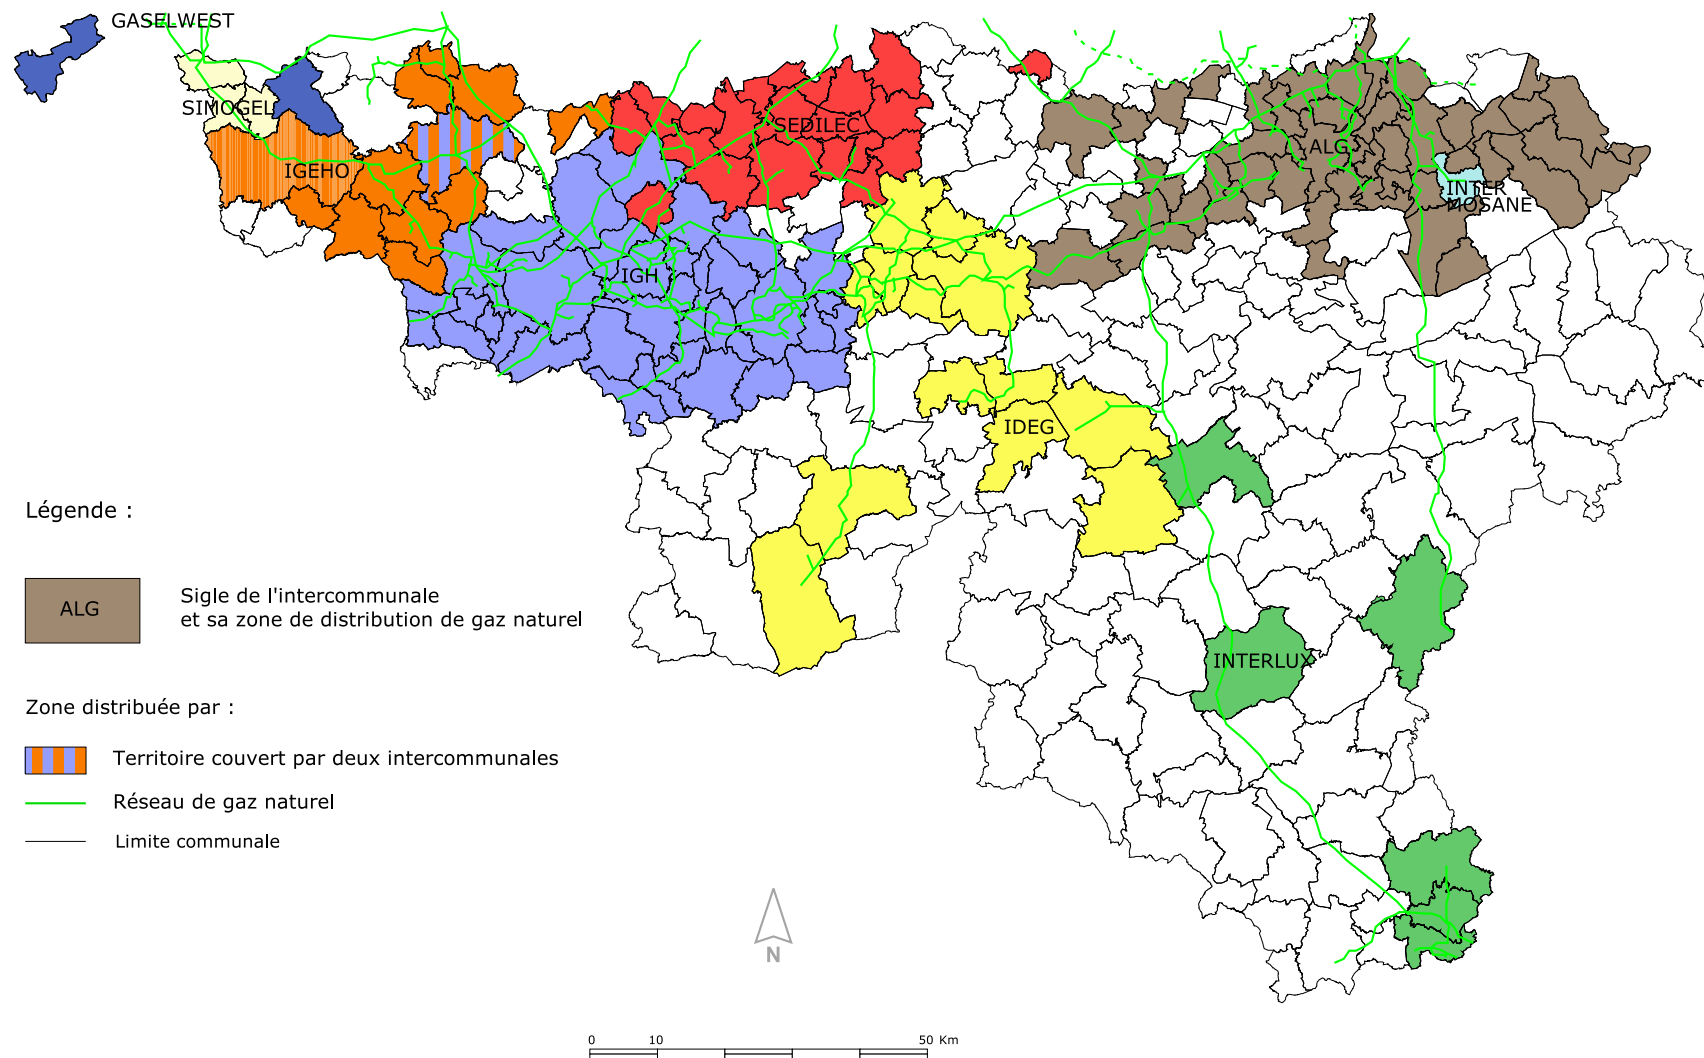 GASELWEST
SIMOGEL
SEDILEC
IGEHO
ALG
INTER
MOSANE
IGH
IDEG
INTERLUX
Légende :
ALG
Sigle de l'intercommunale
et sa zone de distribution de gaz naturel
Zone distribuée par :
Territoire couvert par deux intercommunales
Réseau de gaz naturel
Limite communale
N
0 10 50 Km